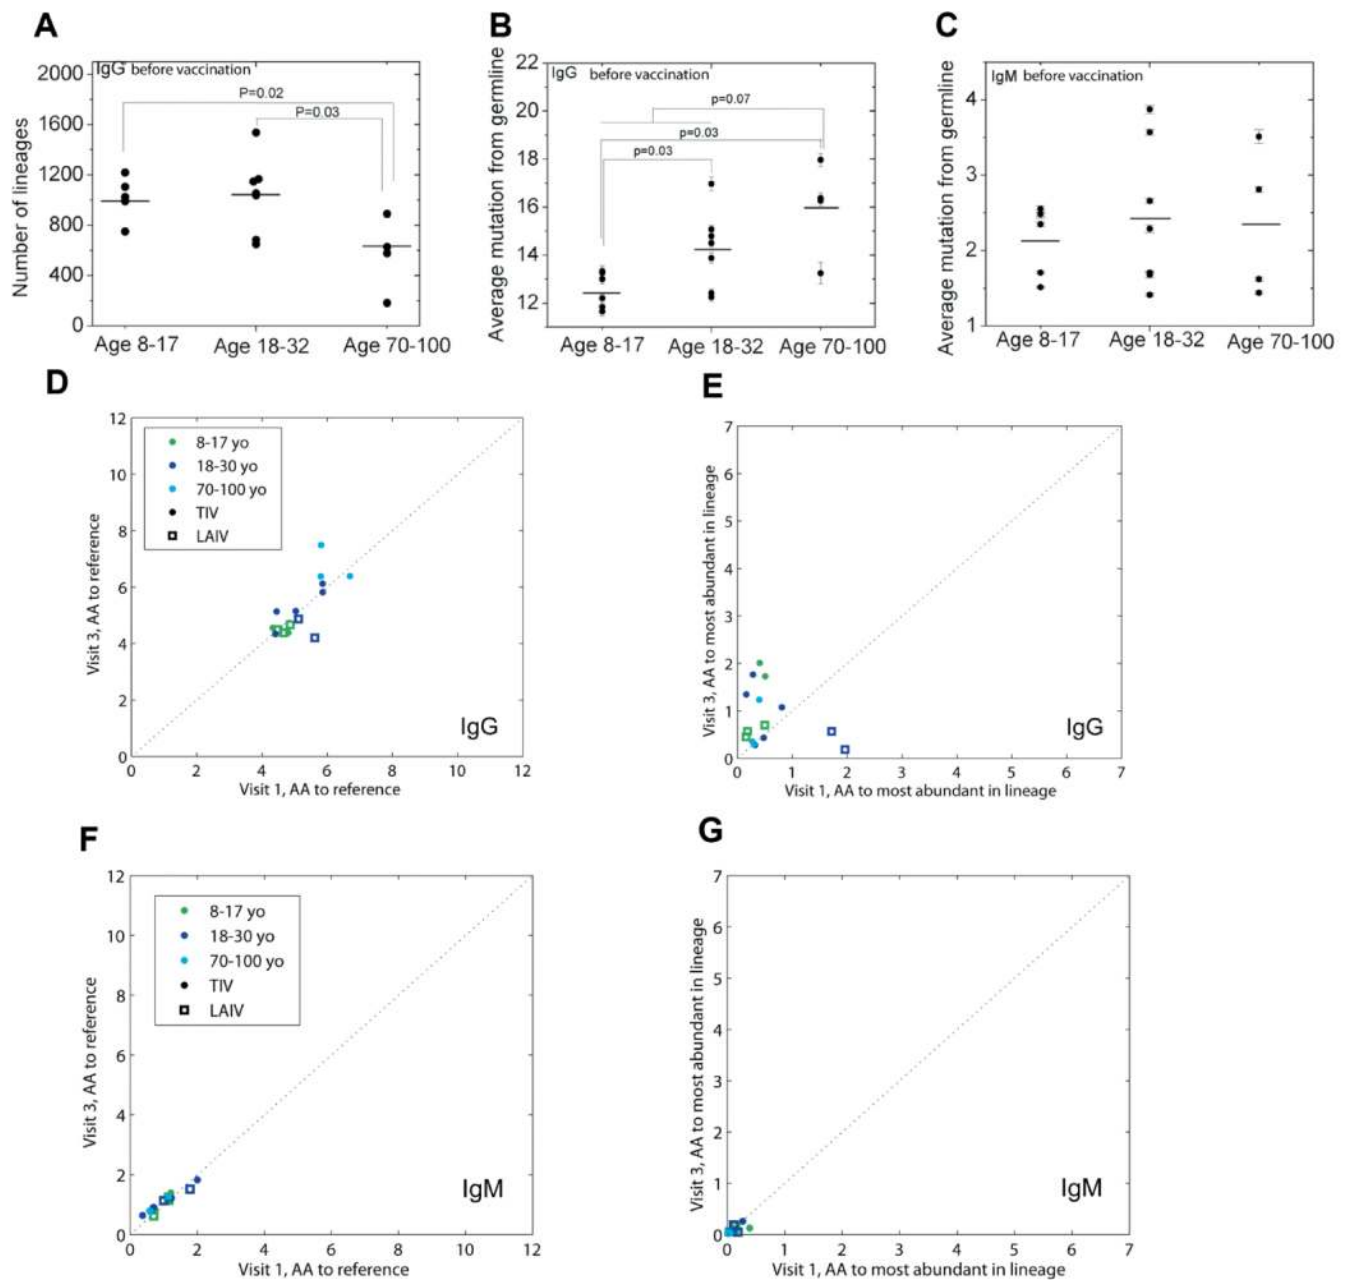 A
IgG before vaccination
P=0.02
P=0.03
Number of lineages
2000
1600
1200
800
400
0
Age 8-17 Age 18-32 Age 70-100
B
IgG before vaccination
p=0.07
p=0.03
p=0.03
Average mutation from germline
22
20
18
16
14
12
Age 8-17 Age 18-32 Age 70-100
C
IgM before vaccination
Average mutation from germline
4
3
2
1
Age 8-17 Age 18-32 Age 70-100
D
8-17 yo
18-30 yo
70-100 yo
TIV
LAIV
Visit 3, AA to reference
12
10
8
6
4
2
0
IgG
0 2 4 6 8 10 12
Visit 1, AA to reference
E
Visit 3, AA to most abundant in lineage
7
6
5
4
3
2
1
0
IgG
0 1 2 3 4 5 6 7
Visit 1, AA to most abundant in lineage
F
8-17 yo
18-30 yo
70-100 yo
TIV
LAIV
Visit 3, AA to reference
12
10
8
6
4
2
0
IgM
0 2 4 6 8 10 12
Visit 1, AA to reference
G
Visit 3, AA to most abundant in lineage
7
6
5
4
3
2
1
0
IgM
0 1 2 3 4 5 6 7
Visit 1, AA to most abundant in lineage